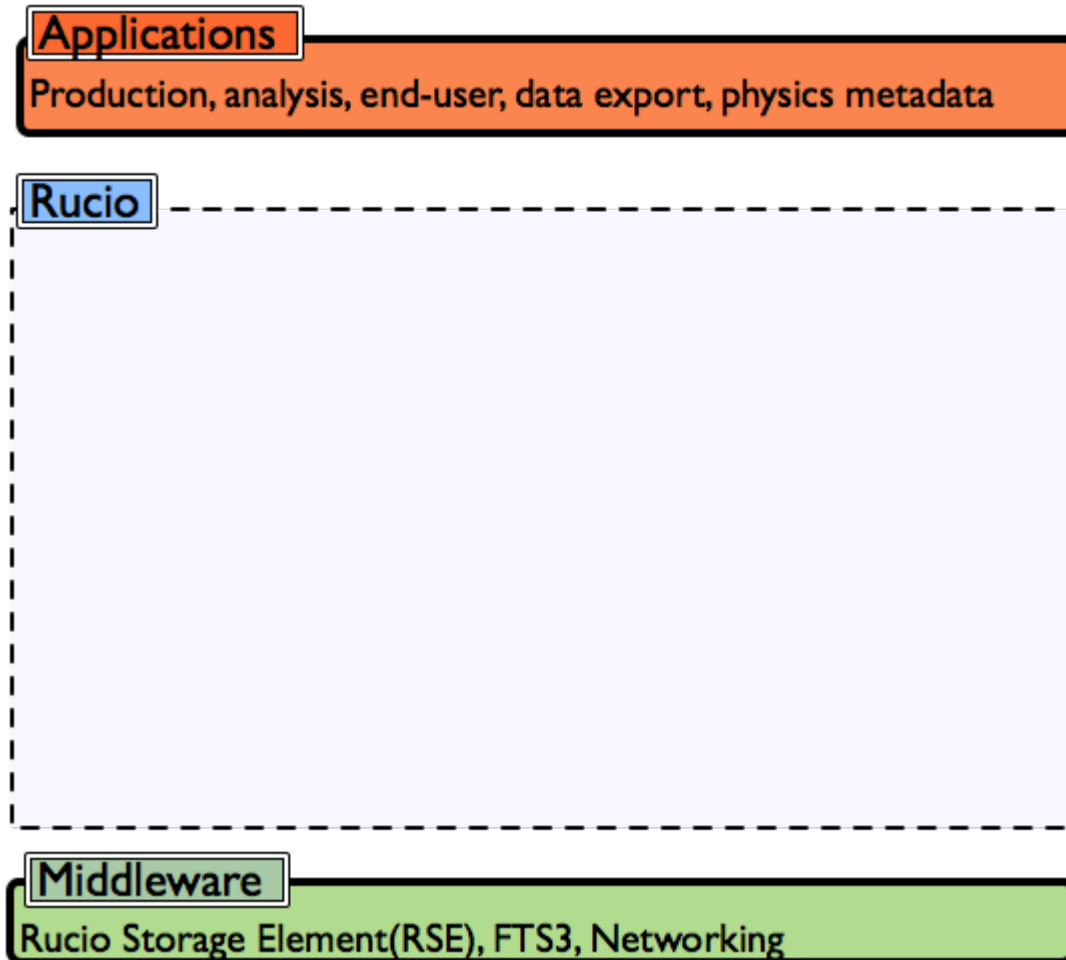 Applications
Production, analysis, end-user, data export, physics metadata
Rucio
Middleware
Rucio Storage Element(RSE), FTS3, Networking